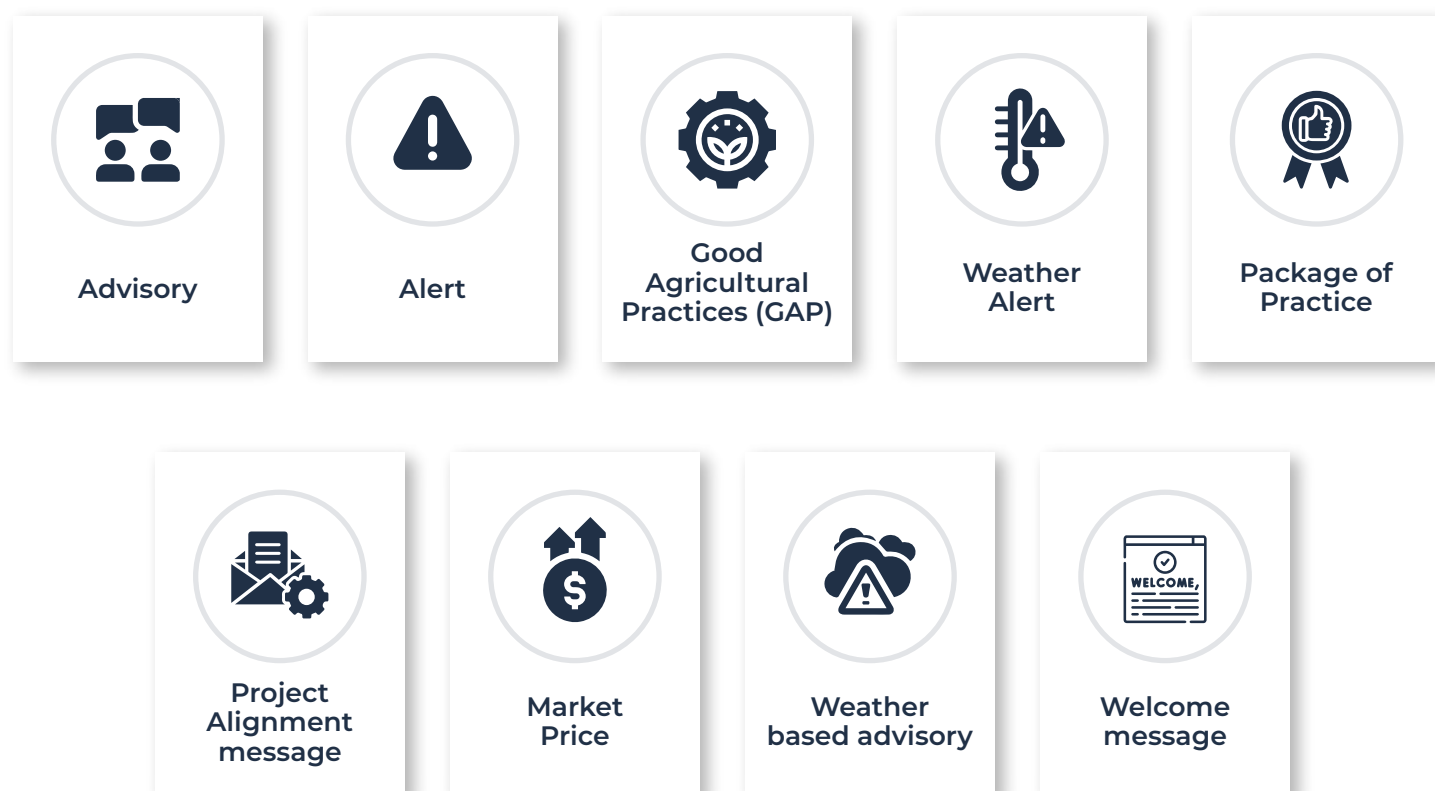 Advisory
Alert
Good
Agricultural
Practices (GAP)
Weather
Alert
Package of
Practice
Project
Alignment
message
$
Market
Price
Weather
based advisory
WELCOME,
Welcome
message